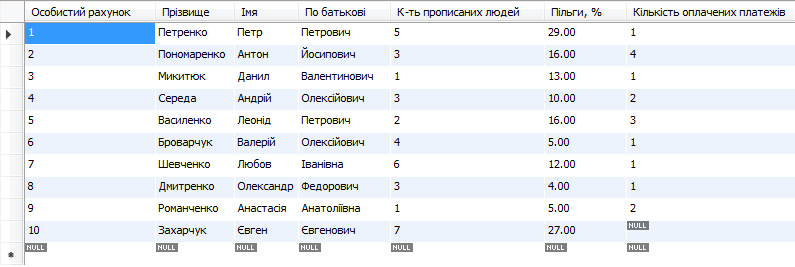 Особистий рахунок Прізвище Імя По батькові К-ть прописаних людей Пільги, % Кількість оплачених платежів
1 Петренко Петр Петрович 5 29.00 1
2 Пономаренко Антон Йосипович 3 16.00 4
3 Микитюк Данил Валентинович 1 13.00 1
4 Середа Андрій Олексійович 3 10.00 2
5 Василенко Леонід Петрович 2 16.00 3
6 Броварчук Валерій Олексійович 4 5.00 1
7 Шевченко Любов Іванівна 6 12.00 1
8 Дмитренко Олександр Федорович 3 4.00 1
9 Романченко Анастасія Анатоліївна 1 5.00 2
10 Захарчук Євген Євгенович 7 27.00 NULL
NULL NULL NULL NULL NULL NULL